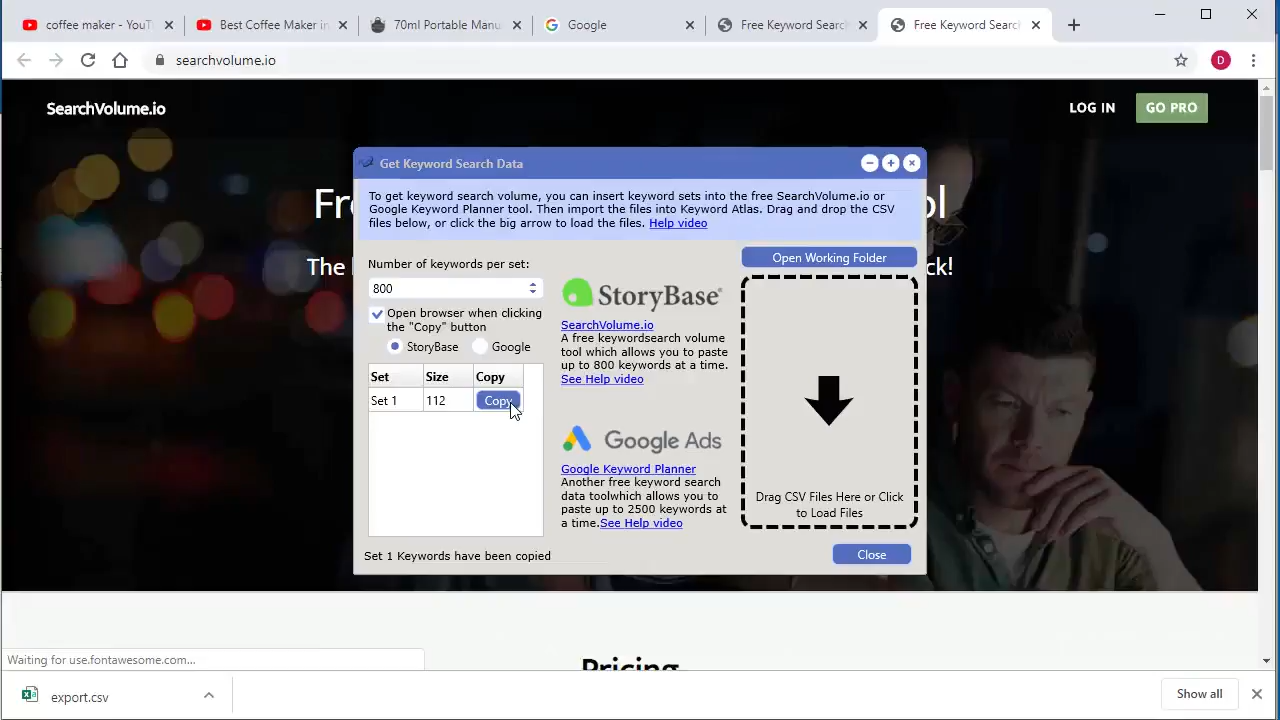 coffee maker - YouT
Best Coffee Maker in
70ml Portable Manu
Google
Free Keyword Search
Free Keyword Search
searchvolume.io
D
SearchVolume.io
LOG IN
GO PRO
Get Keyword Search Data
To get keyword search volume, you can insert keyword sets into the free SearchVolume.io or
Google Keyword Planner tool. Then import the files into Keyword Atlas. Drag and drop the CSV
files below, or click the big arrow to load the files. Help video
Number of keywords per set:
800
Open browser when clicking
the "Copy" button
StoryBase
Google
Set
Size
Copy
Set 1
112
Copy
Set 1 Keywords have been copied
StoryBase
SearchVolume.io
A free keywordsearch volume
tool which allows you to paste
up to 800 keywords at a time.
See Help video
Google Ads
Google Keyword Planner
Another free keyword search
data toolwhich allows you to
paste up to 2500 keywords at
a time.See Help video
Open Working Folder
Drag CSV Files Here or Click
to Load Files
Close
Pricing
Waiting for use.fontawesome.com...
export.csv
Show all